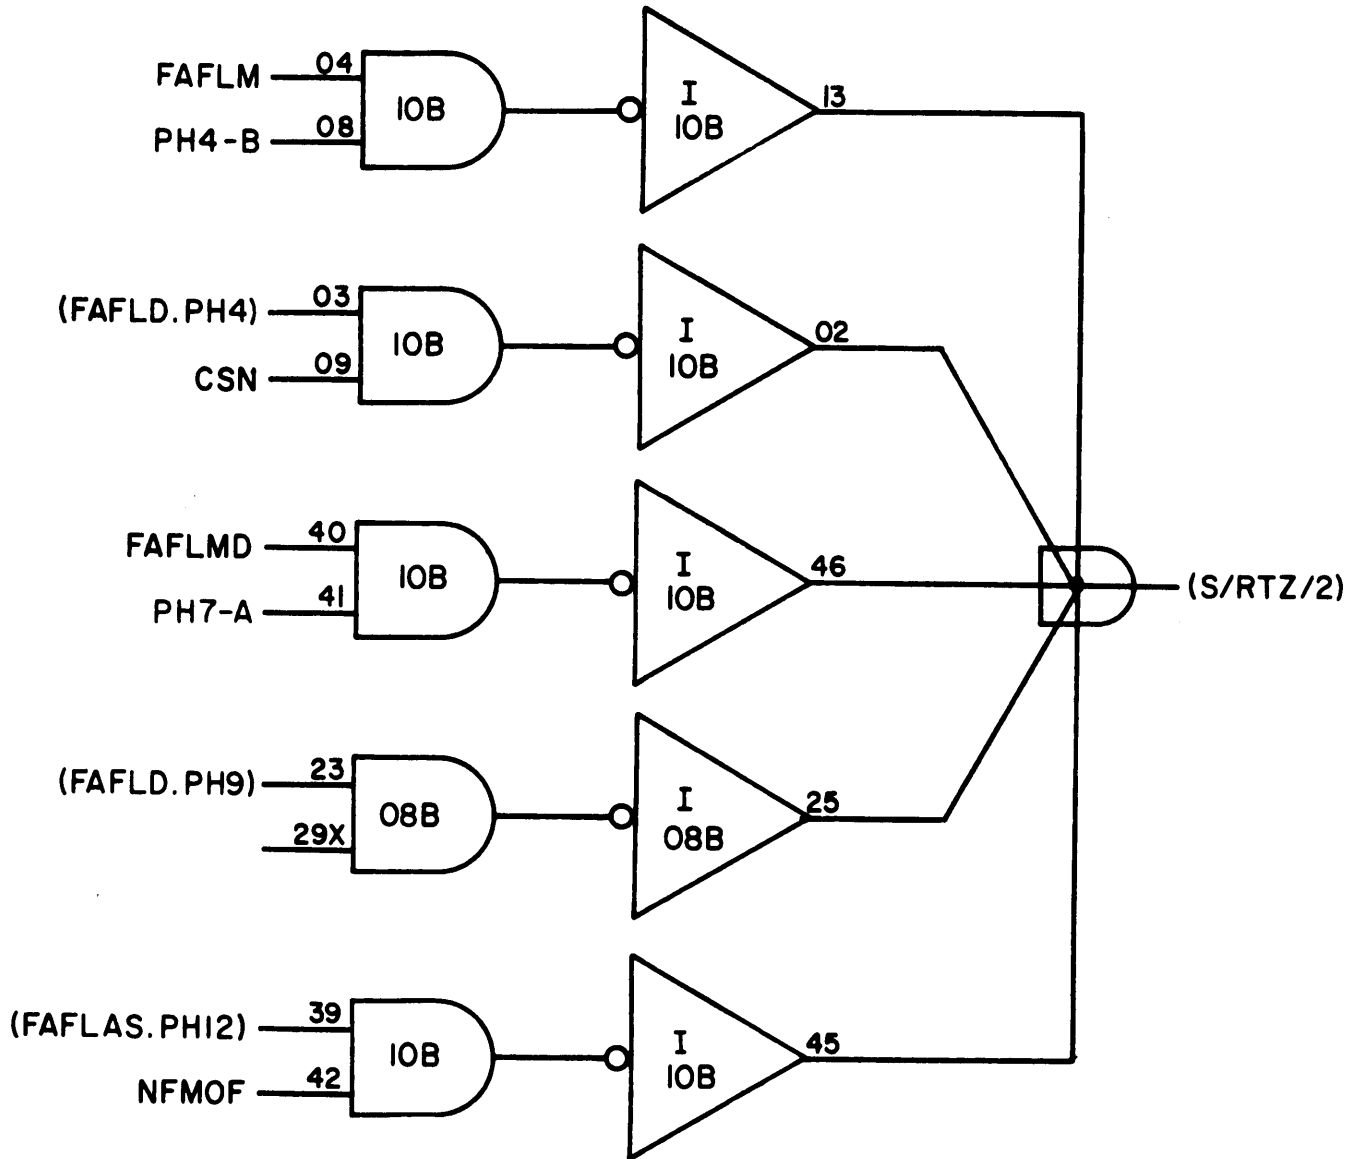 FAFLM 04
PH4-B 08
10B
I
10B
13
(FAFLD.PH4) 03
CSN 09
10B
I
10B
02
FAFLMD 40
PH7-A 41
10B
I
10B
46
(S/RTZ/2)
(FAFLD.PH9) 23
29X
08B
I
08B
25
(FAFLAS.PH12) 39
NFMOF 42
10B
I
10B
45